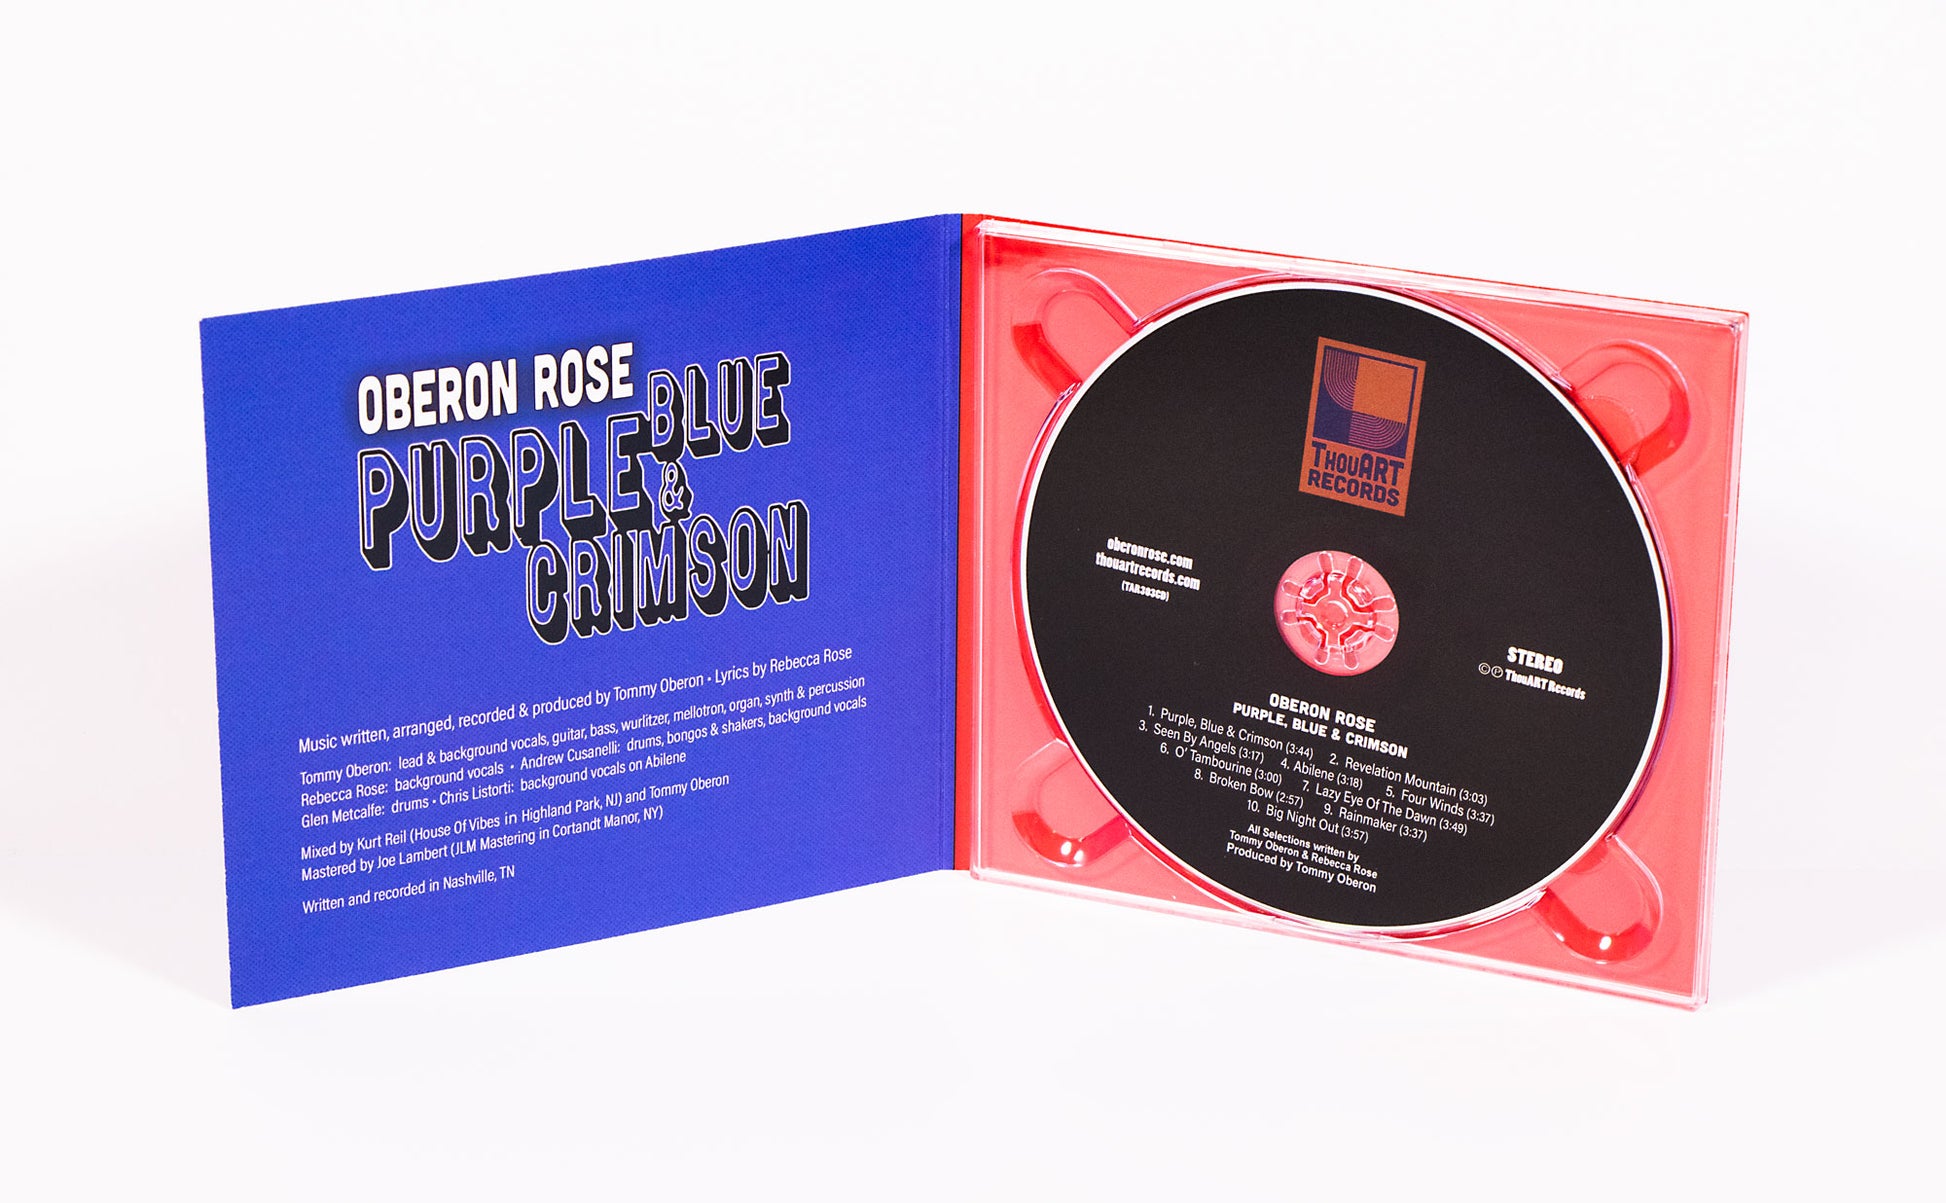 OBERON ROSE
PURPLE BLUE
&
CRIMSON
Music written, arranged, recorded & produced by Tommy Oberon • Lyrics by Rebecca Rose
Tommy Oberon: lead & background vocals, guitar, bass, wurlitzer, mellotron, organ, synth & percussion
Rebecca Rose: background vocals • Andrew Cusanelli: drums, bongos & shakers, background vocals
Glen Metcalfe: drums • Chris Listorti: background vocals on Abilene
Mixed by Kurt Reil (House Of Vibes in Highland Park, NJ) and Tommy Oberon
Mastered by Joe Lambert (JLM Mastering in Cortandt Manor, NY)
Written and recorded in Nashville, TN
THOUART
RECORDS
oberonrose.com
thouartrecords.com
(TAR303CD)
STEREO
©℗ ThouART Records
OBERON ROSE
PURPLE, BLUE & CRIMSON
1. Purple, Blue & Crimson (3:44) 2. Revelation Mountain (3:03)
3. Seen By Angels (3:17) 4. Abilene (3:18) 5. Four Winds (3:37)
6. O' Tambourine (3:00) 7. Lazy Eye Of The Dawn (3:49)
8. Broken Bow (2:57) 9. Rainmaker (3:37)
10. Big Night Out (3:57)
All Selections written by
Tommy Oberon & Rebecca Rose
Produced by Tommy Oberon